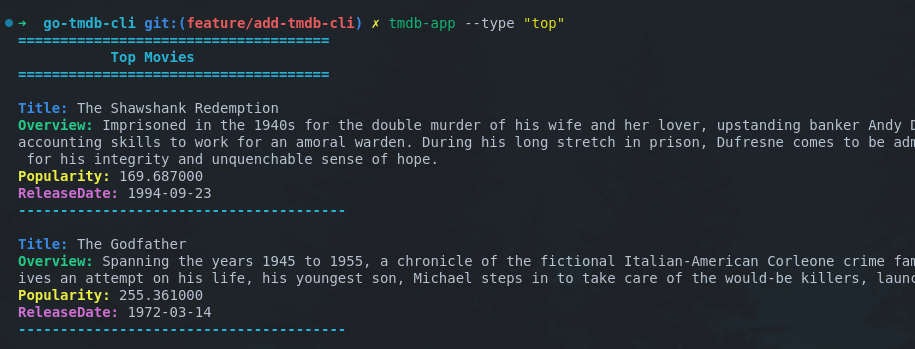 ➜ go-tmdb-cli git:(feature/add-tmdb-cli) ✗ tmdb-app --type "top"
=====================================
Top Movies
=====================================
Title: The Shawshank Redemption
Overview: Imprisoned in the 1940s for the double murder of his wife and her lover, upstanding banker Andy
accounting skills to work for an amoral warden. During his long stretch in prison, Dufresne comes to be
for his integrity and unquenchable sense of hope.
Popularity: 169.687000
ReleaseDate: 1994-09-23
---------------------------------------
Title: The Godfather
Overview: Spanning the years 1945 to 1955, a chronicle of the fictional Italian-American Corleone crime
ives an attempt on his life, his youngest son, Michael steps in to take care of the would-be killers,
Popularity: 255.361000
ReleaseDate: 1972-03-14
---------------------------------------